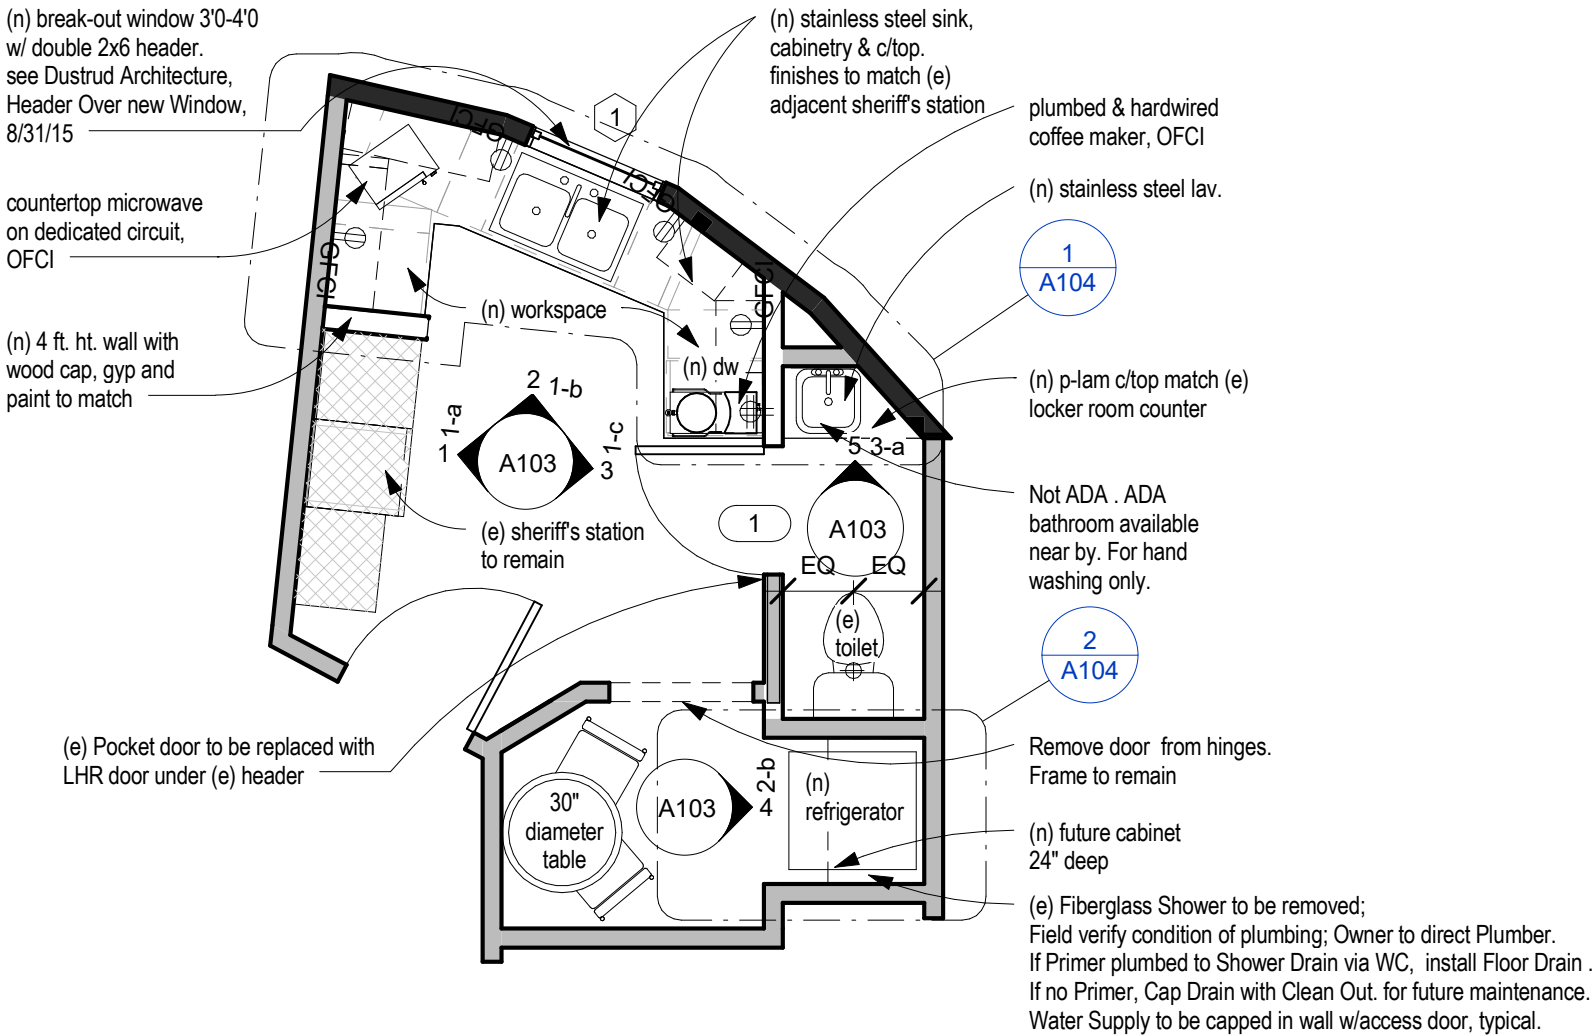 (n) break-out window 3'0-4'0
w/ double 2x6 header.
see Dustrud Architecture,
Header Over new Window,
8/31/15
(n) stainless steel sink,
cabinetry & c/top.
finishes to match (e)
adjacent sheriff's station
plumbed & hardwired
coffee maker, OFCI
(n) stainless steel lav.
1
A104
countertop microwave
on dedicated circuit,
OFCI
(n) 4 ft. ht. wall with
wood cap, gyp and
paint to match
1
GFCI
GFCI
GFCI
GFCI
(n) workspace
(n) dw
(n) p-lam c/top match (e)
locker room counter
2
1-b
1-a
1
A103
1-c
3
5 3-a
A103
Not ADA . ADA
bathroom available
near by. For hand
washing only.
(e) sheriff's station
to remain
1
EQ
EQ
(e)
toilet
2
A104
(e) Pocket door to be replaced with
LHR door under (e) header
30"
diameter
table
A103
2-b
4
(n)
refrigerator
Remove door from hinges.
Frame to remain
(n) future cabinet
24" deep
(e) Fiberglass Shower to be removed;
Field verify condition of plumbing; Owner to direct Plumber.
If Primer plumbed to Shower Drain via WC, install Floor Drain .
If no Primer, Cap Drain with Clean Out. for future maintenance.
Water Supply to be capped in wall w/access door, typical.